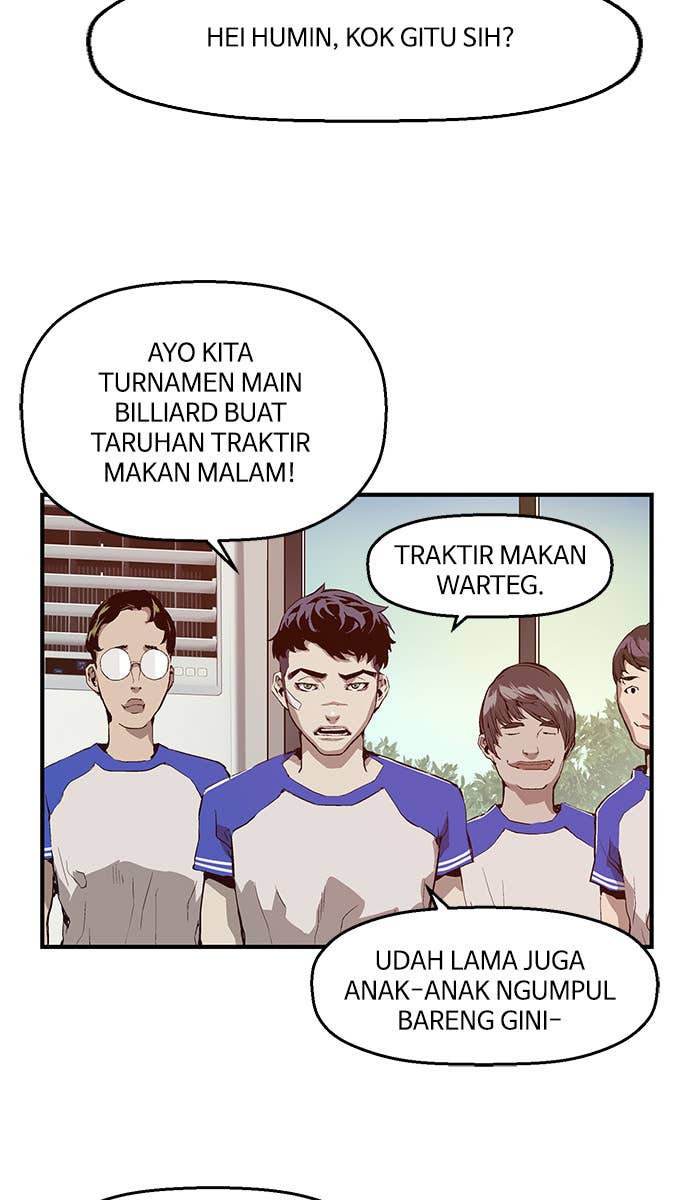 HEI HUMIN, KOK GITU SIH?
AYO KITA
TURNAMEN MAIN
BILLIARD BUAT
TARUHAN TRAKTIR
MAKAN MALAM!
TRAKTIR MAKAN
WARTEG.
UDAH LAMA JUGA
ANAK-ANAK NGUMPUL
BARENG GINI-